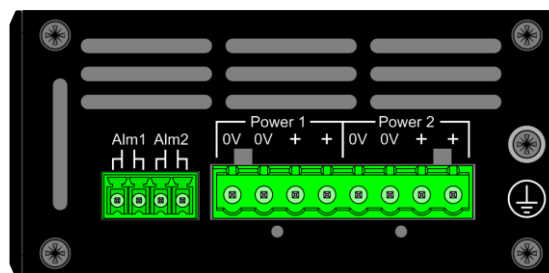 Power 1 Power 2
Alm1 Alm2 0V 0V + + 0V 0V + +